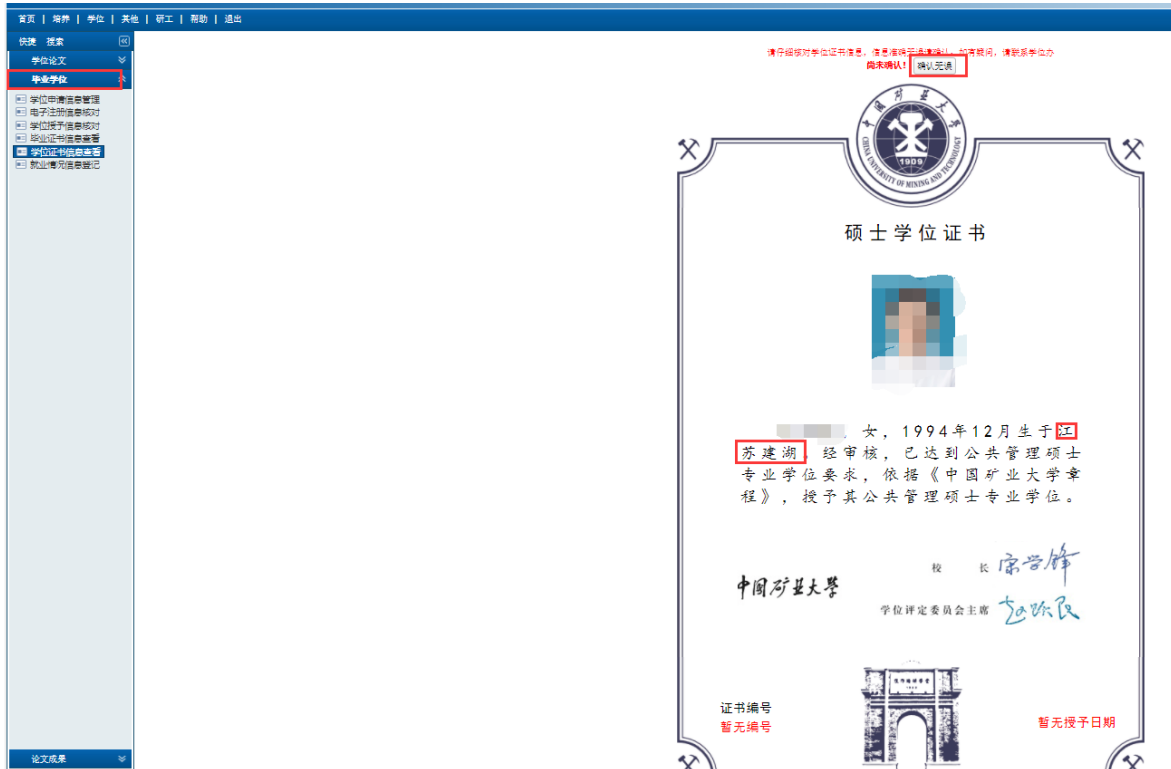 首页 | 培养 | 学位 | 其他 | 研工 | 帮助 | 退出
快捷 搜索
学位论文
毕业学位
学位申请信息管理
电子注册信息核对
学位授予信息核对
毕业证书信息查看
学位证书信息查看
就业情况信息登记
论文成果
请仔细核对学位证书信息，信息准确无误请确认，如有疑问，请联系学位办
尚未确认！ 确认无误
中国矿业大学
CHINA UNIVERSITY OF MINING AND TECHNOLOGY
1909
硕士学位证书
女，1994年12月生于江
苏建湖。经审核，已达到公共管理硕士
专业学位要求，依据《中国矿业大学章
程》，授予其公共管理硕士专业学位。
中国矿业大学
校长 宋学锋
学位评定委员会主席 赵跃民
证书编号
暂无编号
暂无授予日期